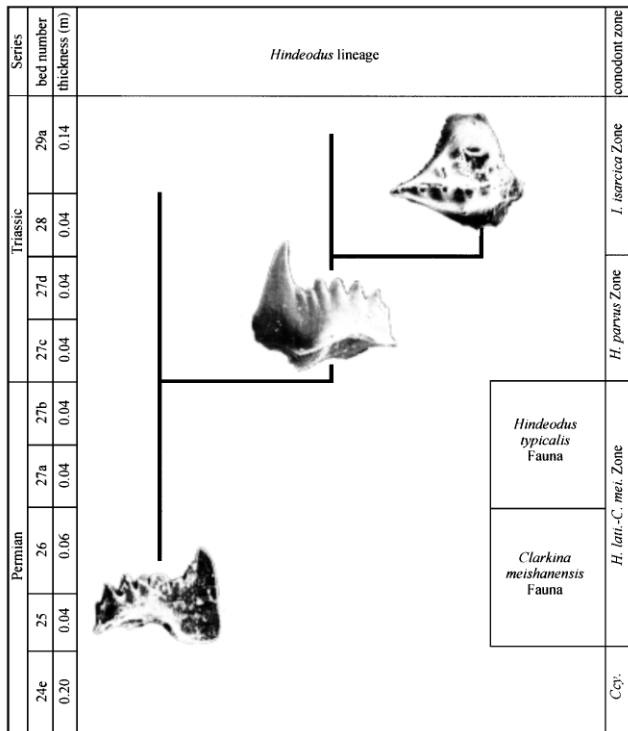 Series
bed number
thickness (m)
Hindeodus lineage
conodont zone
Triassic
29a
0.14
28
0.04
27d
0.04
27c
0.04
I. isarcica Zone
H. parvus Zone
Permian
27b
0.04
27a
0.04
26
0.06
25
0.04
24e
0.20
Hindeodus
typicalis
Fauna
Clarkina
meishanensis
Fauna
H. lati.-C. mei. Zone
Ccy.